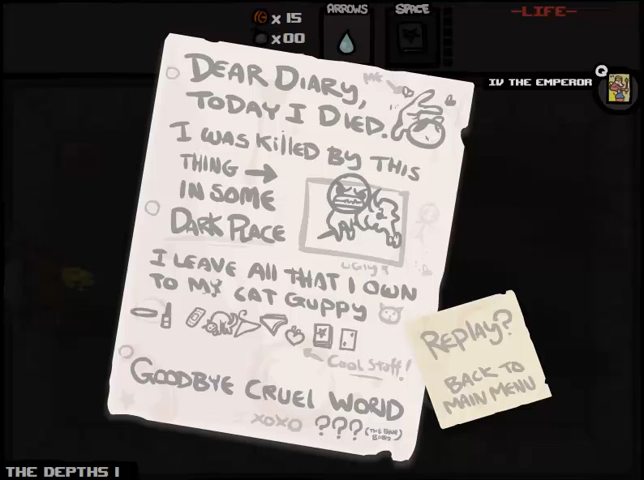 x 15
x00
ARROWS
SPACE
-LIFE-
Q
IV THE EMPEROR
DEAR DIARY,
TODAY I DIED.
I WAS KILLED BY THIS
THING →
IN SOME
DARK PLACE
UGLY!
I LEAVE ALL THAT I OWN
TO MY CAT GUPPY
COOL STUFF!
GOODBYE CRUEL WORLD
XOXO ???
REPLAY?
BACK TO
MAIN MENU
THE DEPTHS I